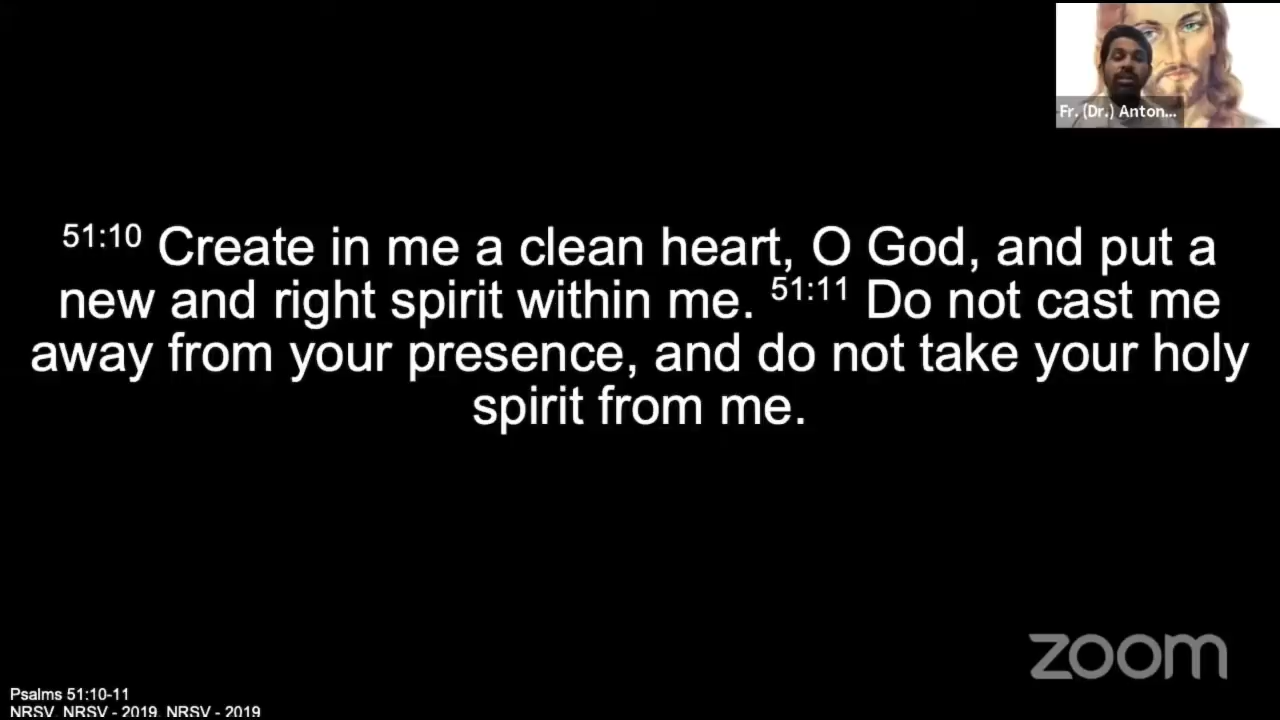 Fr. (Dr.) Anton...
51:10 Create in me a clean heart, O God, and put a
new and right spirit within me. 51:11 Do not cast me
away from your presence, and do not take your holy
spirit from me.
zoom
Psalms 51:10-11
NRSV, NRSV - 2019, NRSV - 2019